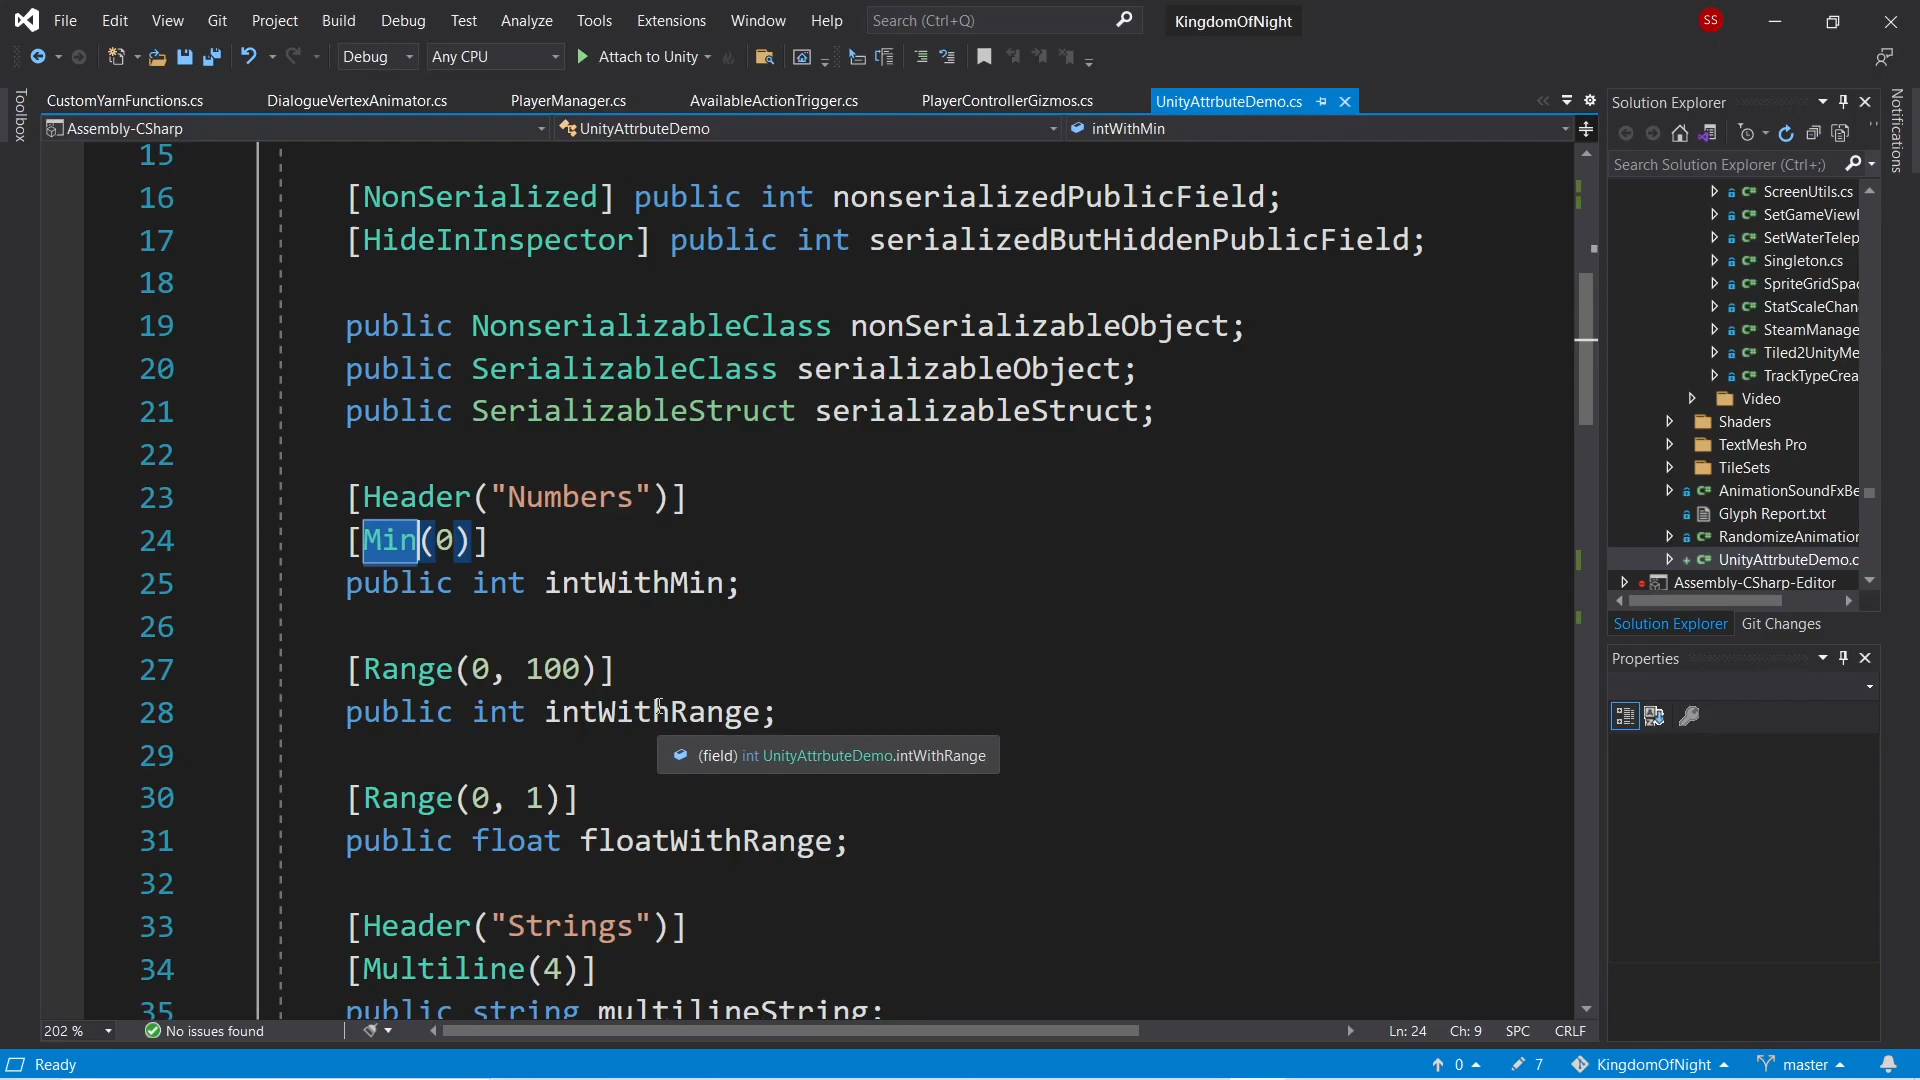 File Edit View Git Project Build Debug Test Analyze Tools Extensions Window Help Search (Ctrl+Q) KingdomOfNight SS
Debug Any CPU Attach to Unity
Toolbox
CustomYarnFunctions.cs DialogueVertexAnimator.cs PlayerManager.cs AvailableActionTrigger.cs PlayerControllerGizmos.cs UnityAttrbuteDemo.cs
Assembly-CSharp UnityAttrbuteDemo intWithMin
15
16 [NonSerialized] public int nonserializedPublicField;
17 [HideInInspector] public int serializedButHiddenPublicField;
18
19 public NonserializableClass nonSerializableObject;
20 public SerializableClass serializableObject;
21 public SerializableStruct serializableStruct;
22
23 [Header("Numbers")]
24 [Min(0)]
25 public int intWithMin;
26
27 [Range(0, 100)]
28 public int intWithRange;
(field) int UnityAttrbuteDemo.intWithRange
29
30 [Range(0, 1)]
31 public float floatWithRange;
32
33 [Header("Strings")]
34 [Multiline(4)]
35 public string multilineString;
202 % No issues found Ln: 24 Ch: 9 SPC CRLF
Solution Explorer
Search Solution Explorer (Ctrl+;)
C# ScreenUtils.cs
C# SetGameViewI
C# SetWaterTelep
C# Singleton.cs
C# SpriteGridSpac
C# StatScaleChan
C# SteamManage
C# Tiled2UnityMe
C# TrackTypeCrea
Video
Shaders
TextMesh Pro
TileSets
C# AnimationSoundFxBe
Glyph Report.txt
C# RandomizeAnimation
+ C# UnityAttrbuteDemo.c
Assembly-CSharp-Editor
Solution Explorer Git Changes
Properties
Notifications
Ready 0 7 KingdomOfNight master